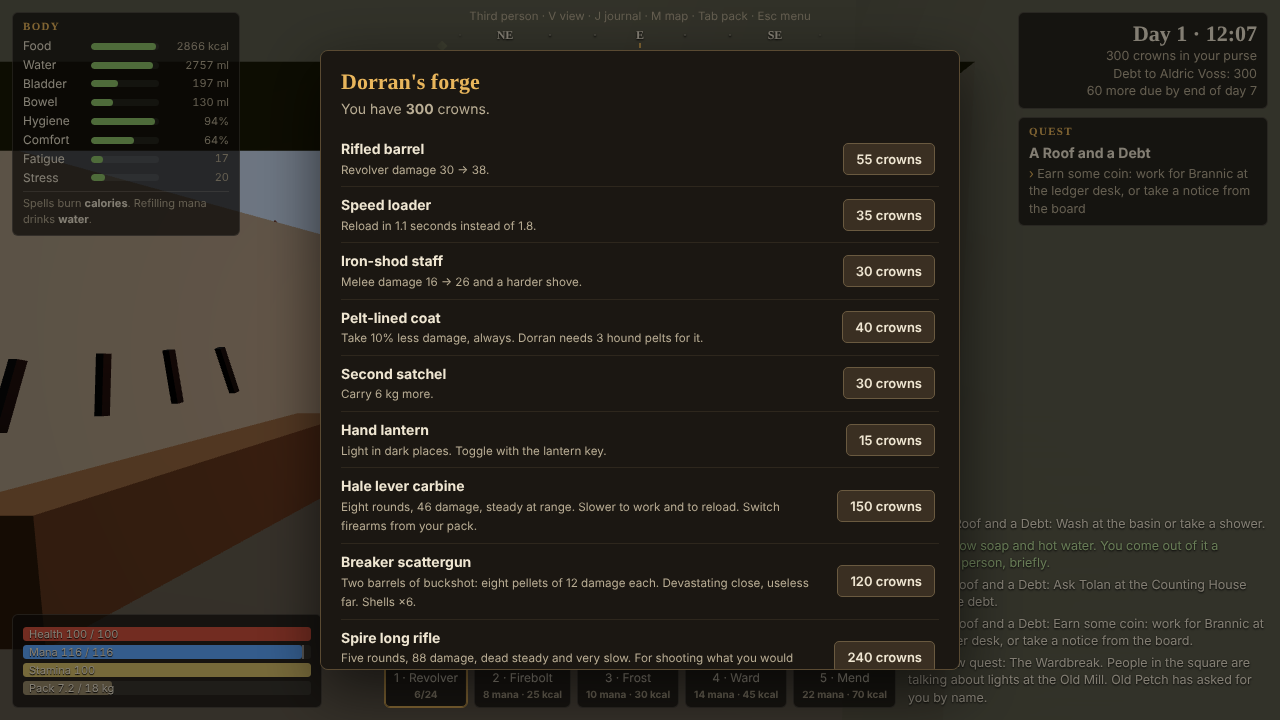 BODY
Food 2866 kcal
Water 2757 ml
Bladder 197 ml
Bowel 130 ml
Hygiene 94%
Comfort 64%
Fatigue 17
Stress 20
Spells burn calories. Refilling mana
drinks water.
Third person · V view · J journal · M map · Tab pack · Esc menu
NE · · E · · SE
Day 1 · 12:07
300 crowns in your purse
Debt to Aldric Voss: 300
60 more due by end of day 7
QUEST
A Roof and a Debt
› Earn some coin: work for Brannic at
the ledger desk, or take a notice from
the board
Dorran's forge
You have 300 crowns.
Rifled barrel
Revolver damage 30 → 38.
55 crowns
Speed loader
Reload in 1.1 seconds instead of 1.8.
35 crowns
Iron-shod staff
Melee damage 16 → 26 and a harder shove.
30 crowns
Pelt-lined coat
Take 10% less damage, always. Dorran needs 3 hound pelts for it.
40 crowns
Second satchel
Carry 6 kg more.
30 crowns
Hand lantern
Light in dark places. Toggle with the lantern key.
15 crowns
Hale lever carbine
Eight rounds, 46 damage, steady at range. Slower to work and to reload. Switch
firearms from your pack.
150 crowns
Breaker scattergun
Two barrels of buckshot: eight pellets of 12 damage each. Devastating close, useless
far. Shells ×6.
120 crowns
Spire long rifle
Five rounds, 88 damage, dead steady and very slow. For shooting what you would
240 crowns
oof and a Debt: Wash at the basin or take a shower.
ow soap and hot water. You come out of it a
person, briefly.
oof and a Debt: Ask Tolan at the Counting House
debt.
oof and a Debt: Earn some coin: work for Brannic at
desk, or take a notice from the board.
quest: The Wardbreak. People in the square are
talking about lights at the Old Mill. Old Petch has asked for
you by name.
Health 100 / 100
Mana 116 / 116
Stamina 100
Pack 7.2 / 18 kg
1 · Revolver
6/24
2 · Firebolt
8 mana · 25 kcal
3 · Frost
10 mana · 30 kcal
4 · Ward
14 mana · 45 kcal
5 · Mend
22 mana · 70 kcal